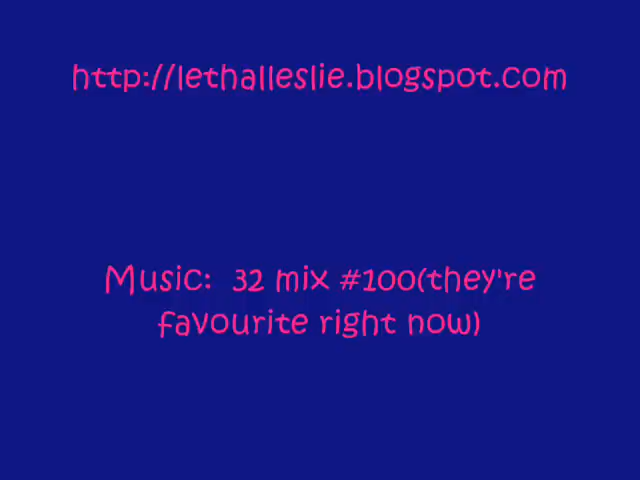 http://lethalleslie.blogspot.com
Music:  32 mix #100(they're
favourite right now)